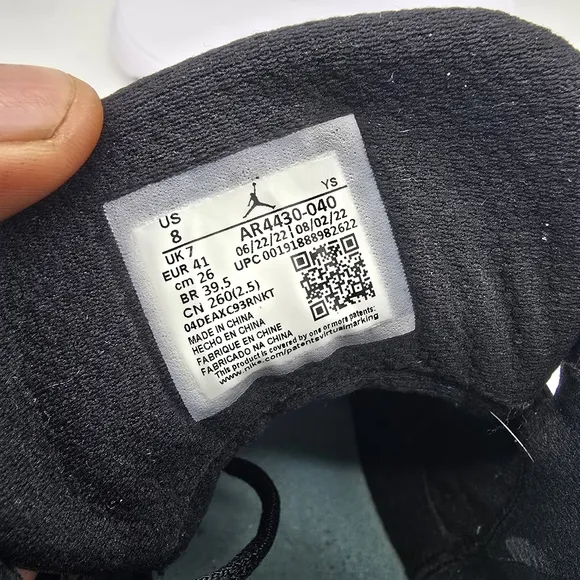 US
8
YS
UK 7
AR4430-040
EUR 41
06/22/22 | 08/02/22
cm 26
UPC 00191888982622
BR 39.5
CN 260(2.5)
04DEAXC93RNKT
MADE IN CHINA
HECHO EN CHINA
FABRIQUE EN CHINE
FABRICADO NA CHINA
This product is covered by one or more patents:
www.nike.com/patentsvirtualmarking